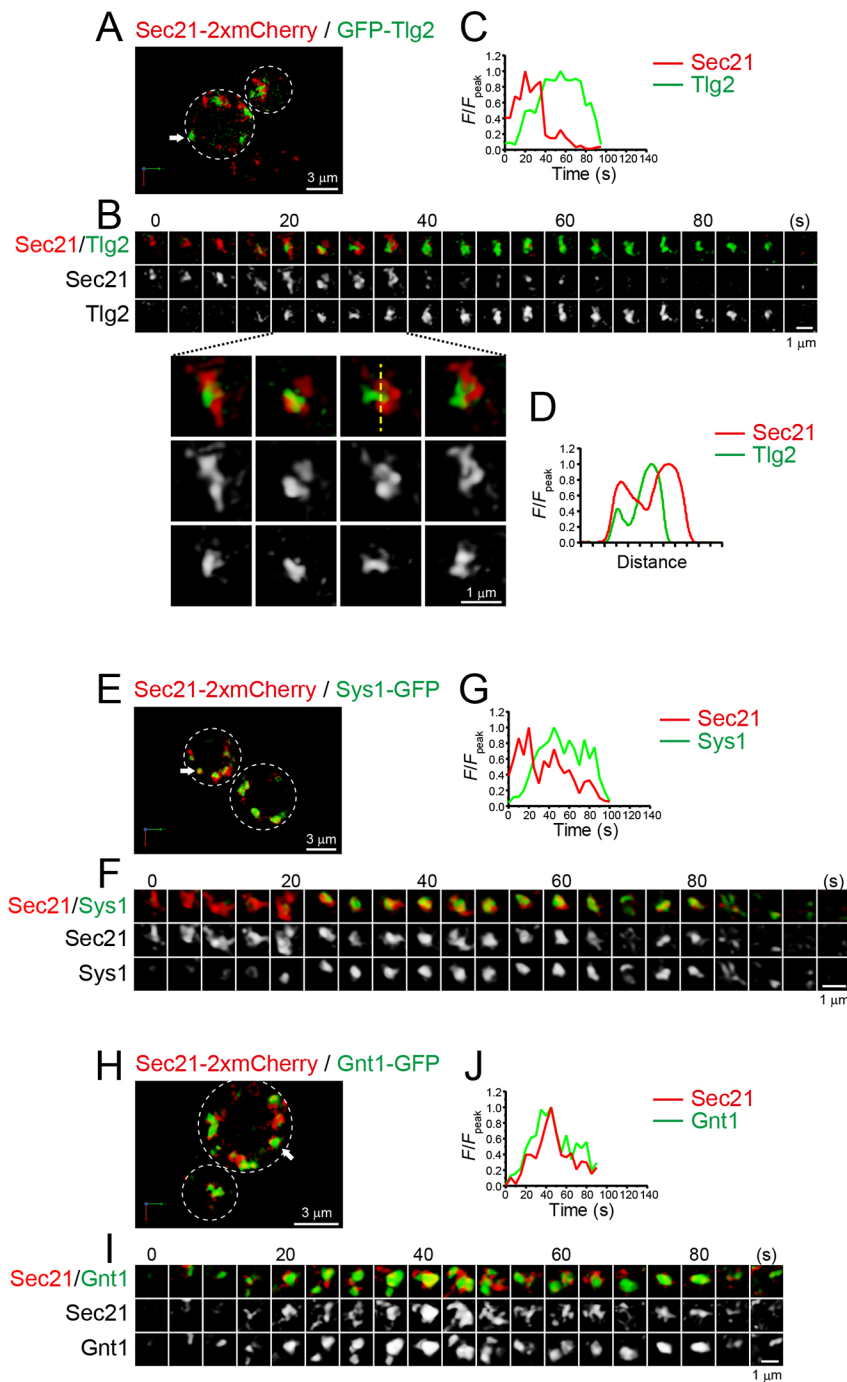 A Sec21-2xmCherry / GFP-Tlg2
3 μm
C
Sec21
Tlg2
F/Fpeak
1.2
1.0
0.8
0.6
0.4
0.2
0.0
0 20 40 60 80 100 120 140
Time (s)
B
0 20 40 60 80 (s)
Sec21/Tlg2
Sec21
Tlg2
1 μm
1 μm
D
Sec21
Tlg2
F/Fpeak
1.2
1.0
0.8
0.6
0.4
0.2
0.0
Distance
E Sec21-2xmCherry / Sys1-GFP
3 μm
G
Sec21
Sys1
F/Fpeak
1.2
1.0
0.8
0.6
0.4
0.2
0.0
0 20 40 60 80 100 120 140
Time (s)
F
0 20 40 60 80 (s)
Sec21/Sys1
Sec21
Sys1
1 μm
H Sec21-2xmCherry / Gnt1-GFP
3 μm
J
Sec21
Gnt1
F/Fpeak
1.2
1.0
0.8
0.6
0.4
0.2
0.0
0 20 40 60 80 100 120 140
Time (s)
I
0 20 40 60 80 (s)
Sec21/Gnt1
Sec21
Gnt1
1 μm